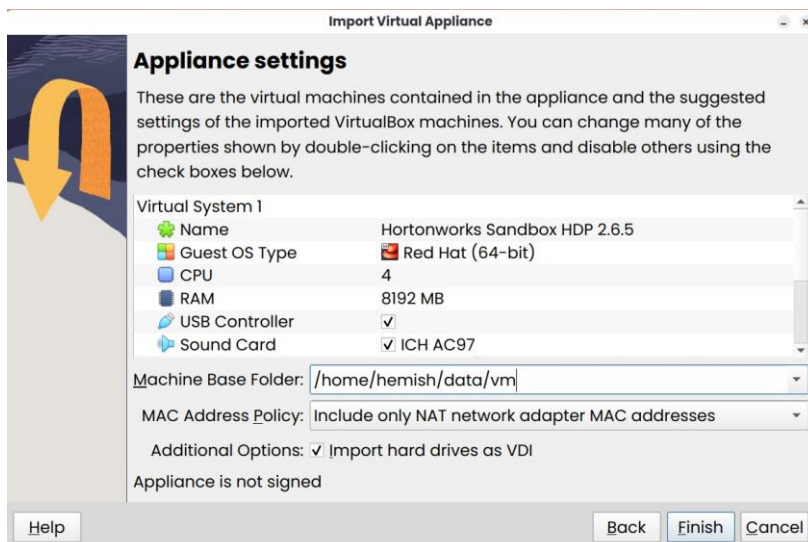 Import Virtual Appliance
Appliance settings
These are the virtual machines contained in the appliance and the suggested
settings of the imported VirtualBox machines. You can change many of the
properties shown by double-clicking on the items and disable others using the
check boxes below.
Virtual System 1
Name Hortonworks Sandbox HDP 2.6.5
Guest OS Type Red Hat (64-bit)
CPU 4
RAM 8192 MB
USB Controller
Sound Card ICH AC97
Machine Base Folder: /home/hemish/data/vm
MAC Address Policy: Include only NAT network adapter MAC addresses
Additional Options: Import hard drives as VDI
Appliance is not signed
Help Back Finish Cancel